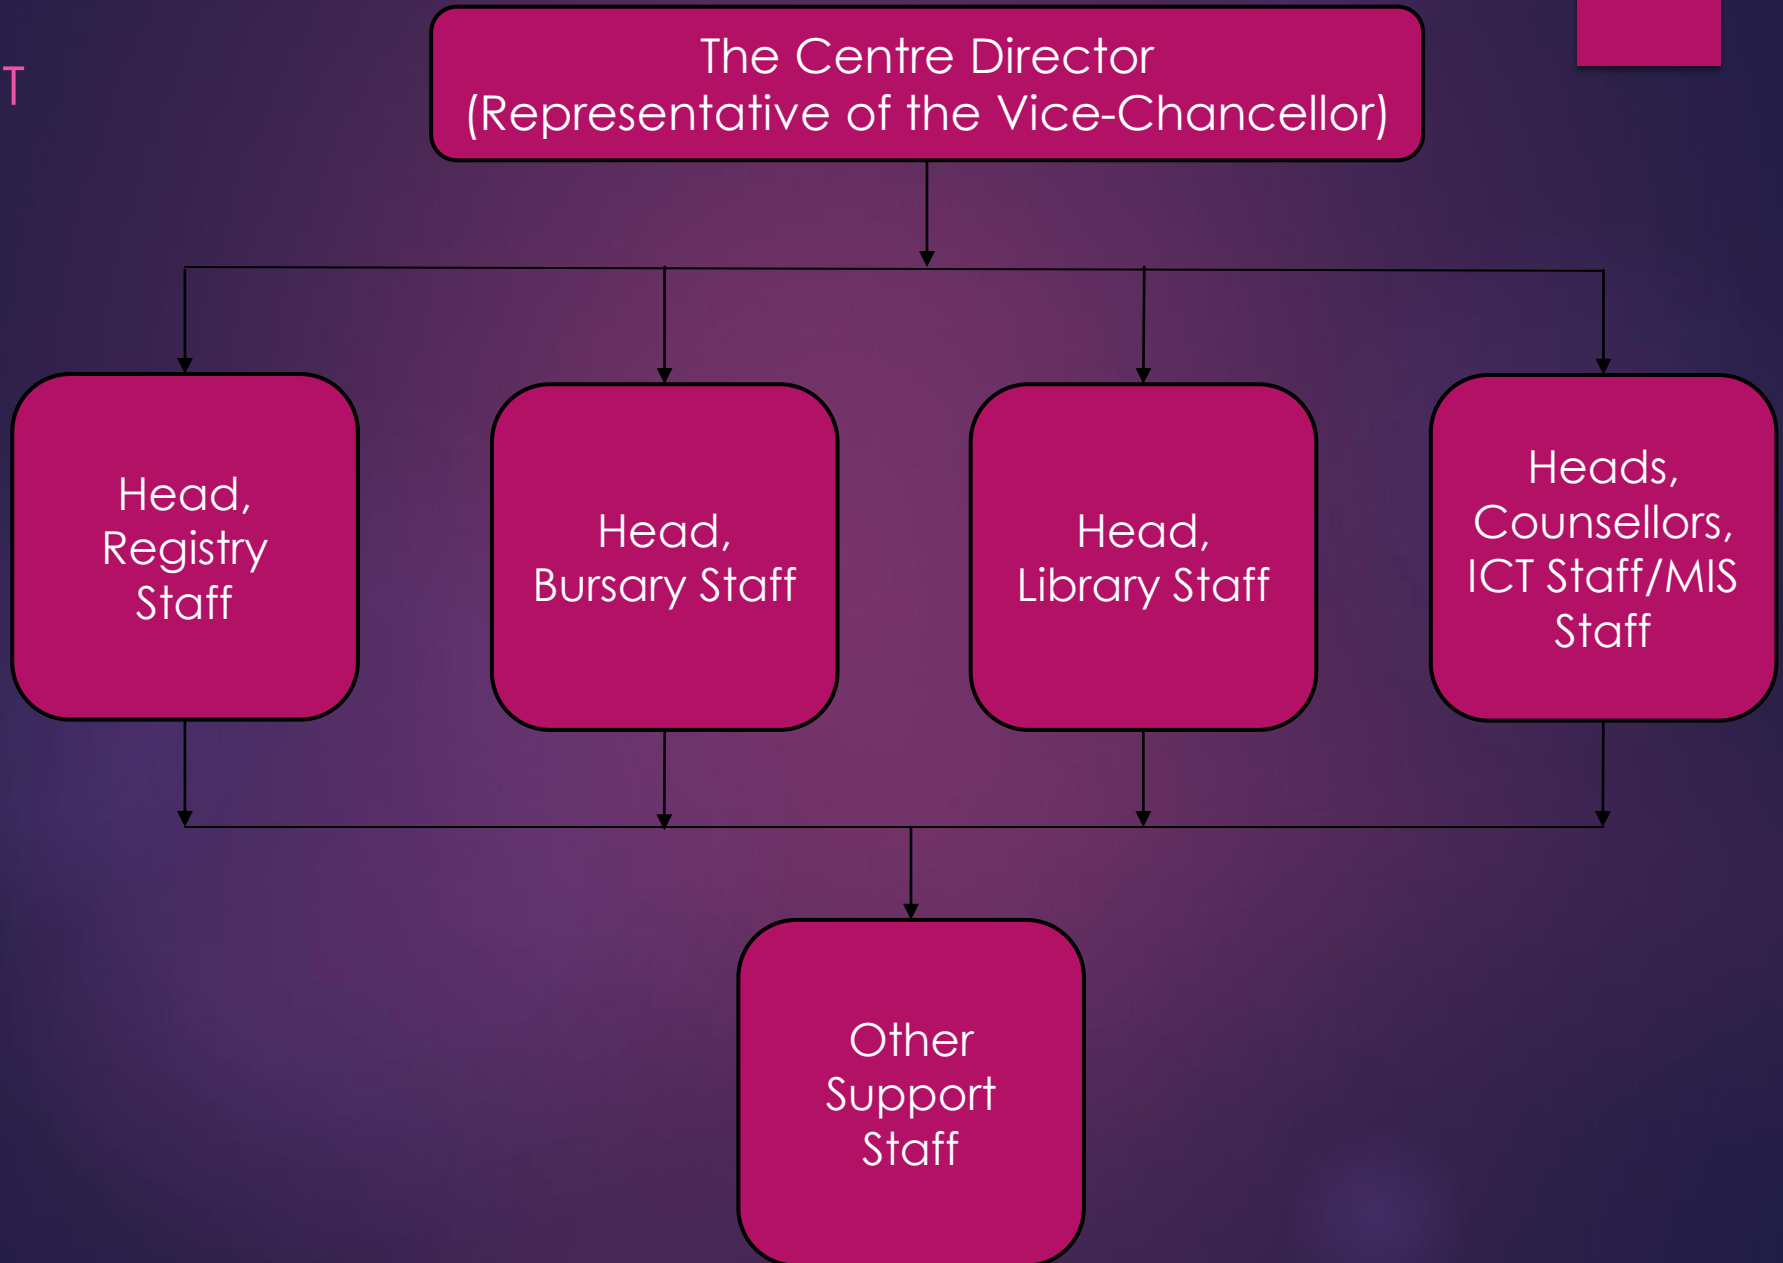 The Centre Director
(Representative of the Vice-Chancellor)
T
Head,
Registry
Staff
Head,
Bursary Staff
Head,
Library Staff
Heads,
Counsellors,
ICT Staff/MIS
Staff
Other
Support
Staff